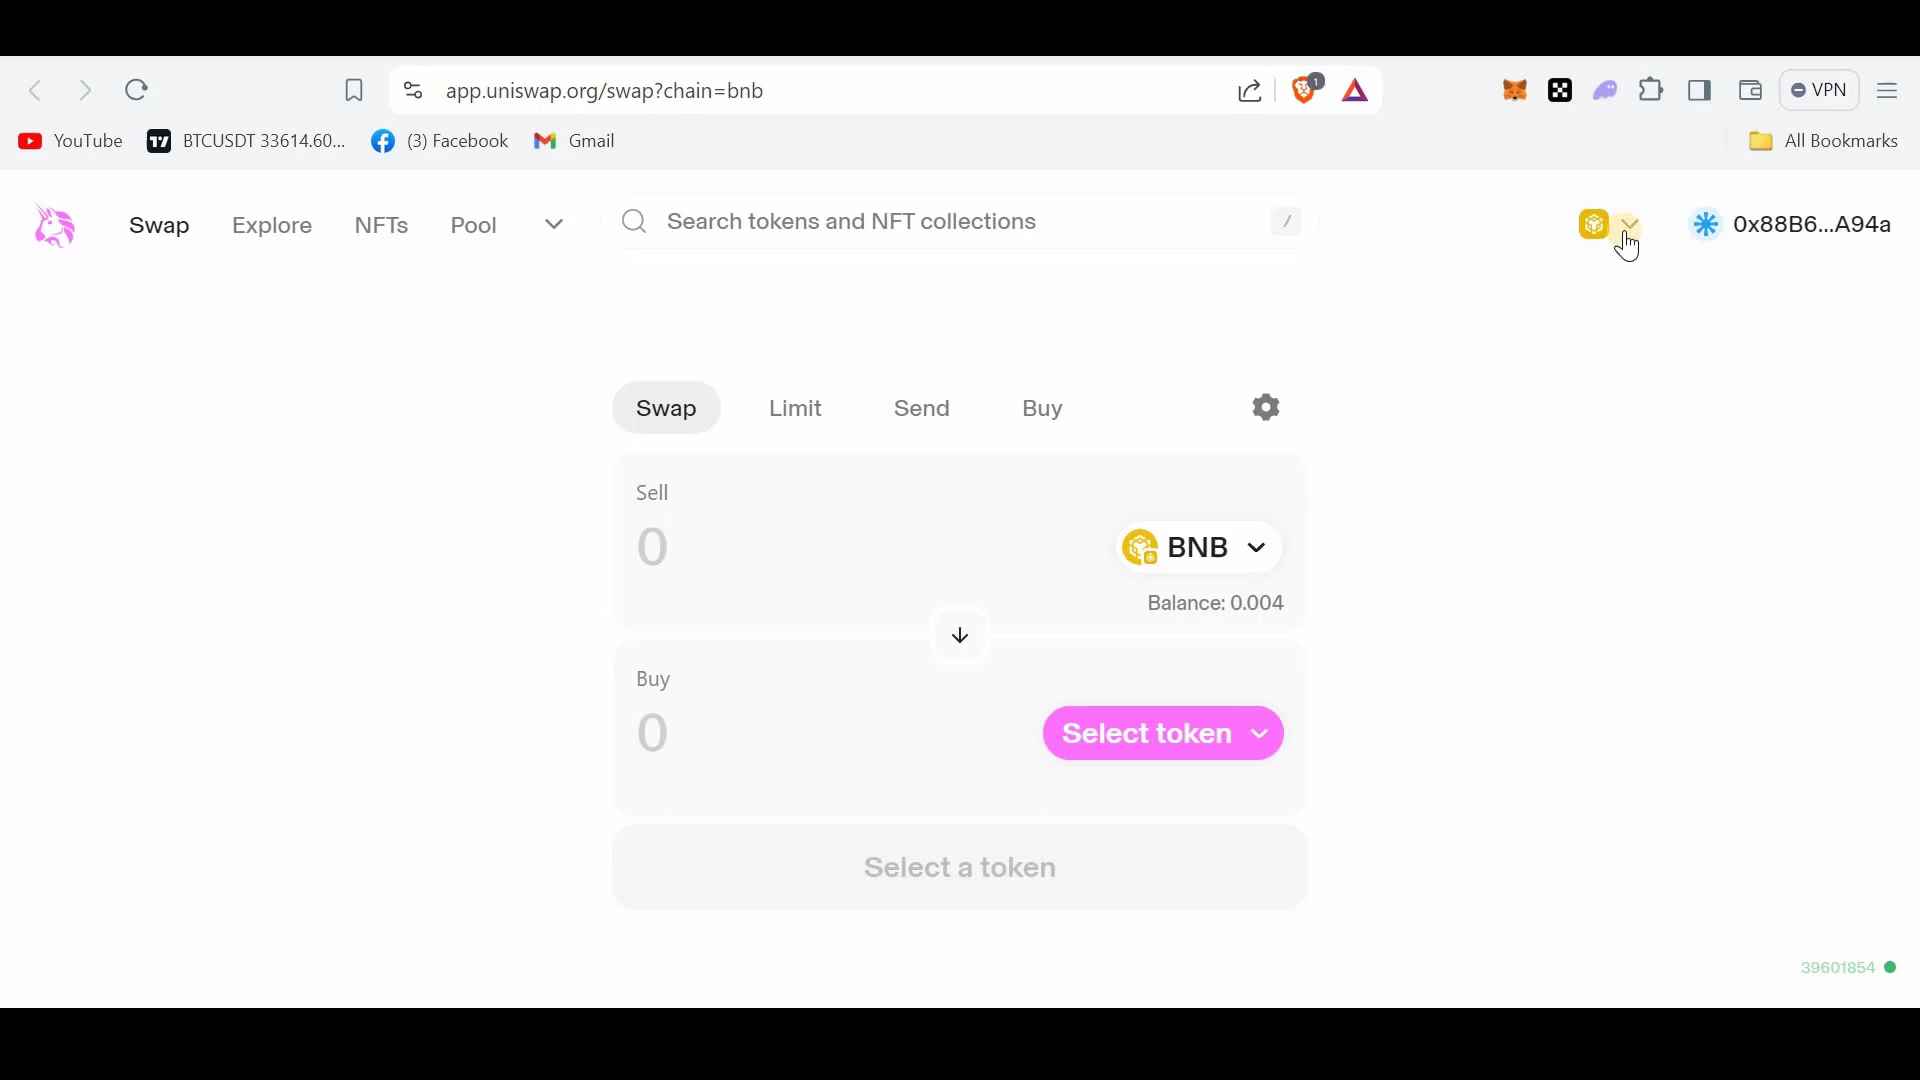 app.uniswap.org/swap?chain=bnb
1
VPN
YouTube
BTCUSDT 33614.60...
(3) Facebook
Gmail
All Bookmarks
Swap
Explore
NFTs
Pool
Search tokens and NFT collections
/
0x88B6...A94a
Swap
Limit
Send
Buy
Sell
0
BNB
Balance: 0.004
Buy
0
Select token
Select a token
39601854